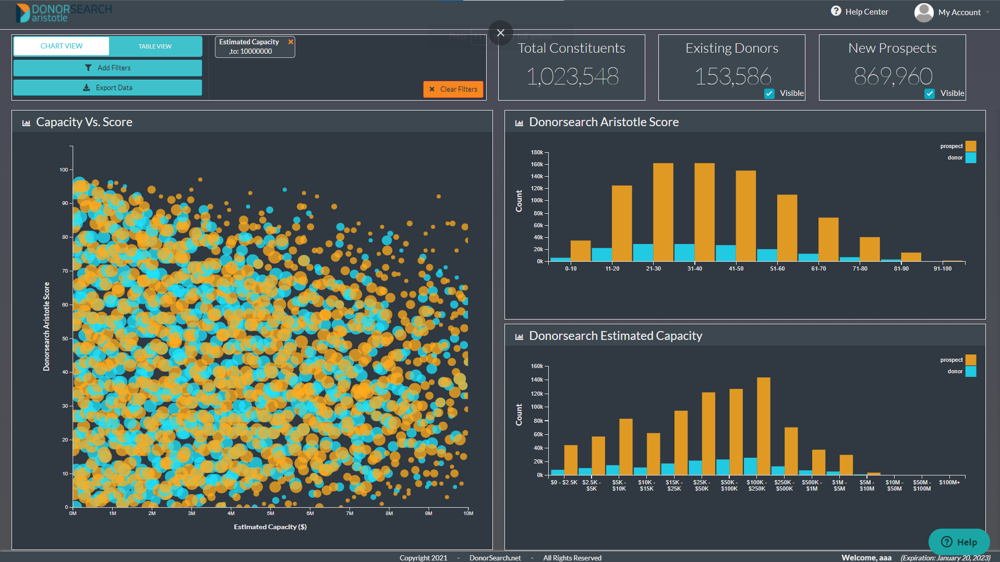 DONORSEARCH
aristotle
Help Center
My Account
CHART VIEW
TABLE VIEW
Add Filters
Export Data
Estimated Capacity
,to: 10000000
Clear Filters
Press F11 to exit full screen
Total Constituents
1,023,548
Existing Donors
153,586
Visible
New Prospects
869,960
Visible
Capacity Vs. Score
100
90
80
70
60
50
40
30
20
10
0
Donorsearch Aristotle Score
0M 1M 2M 3M 4M 5M 6M 7M 8M 9M 10M
Estimated Capacity ($)
Donorsearch Aristotle Score
prospect
donor
180k
160k
140k
120k
100k
80k
60k
40k
20k
0k
Count
0-10 11-20 21-30 31-40 41-50 51-60 61-70 71-80 81-90 91-100
Donorsearch Estimated Capacity
prospect
donor
160k
140k
120k
100k
80k
60k
40k
20k
0k
Count
$0 - $2.5K $2.5K - $5K - $10K - $15K - $25K - $50K - $100K - $250K - $500K - $1M - $5M - $10M - $50M - $100M+
$5K $10K $15K $25K $50K $100K $250K $500K $1M $5M $10M $50M $100M
Help
Copyright 2021 - DonorSearch.net - All Rights Reserved
Welcome, aaa (Expiration: January 20, 2023)